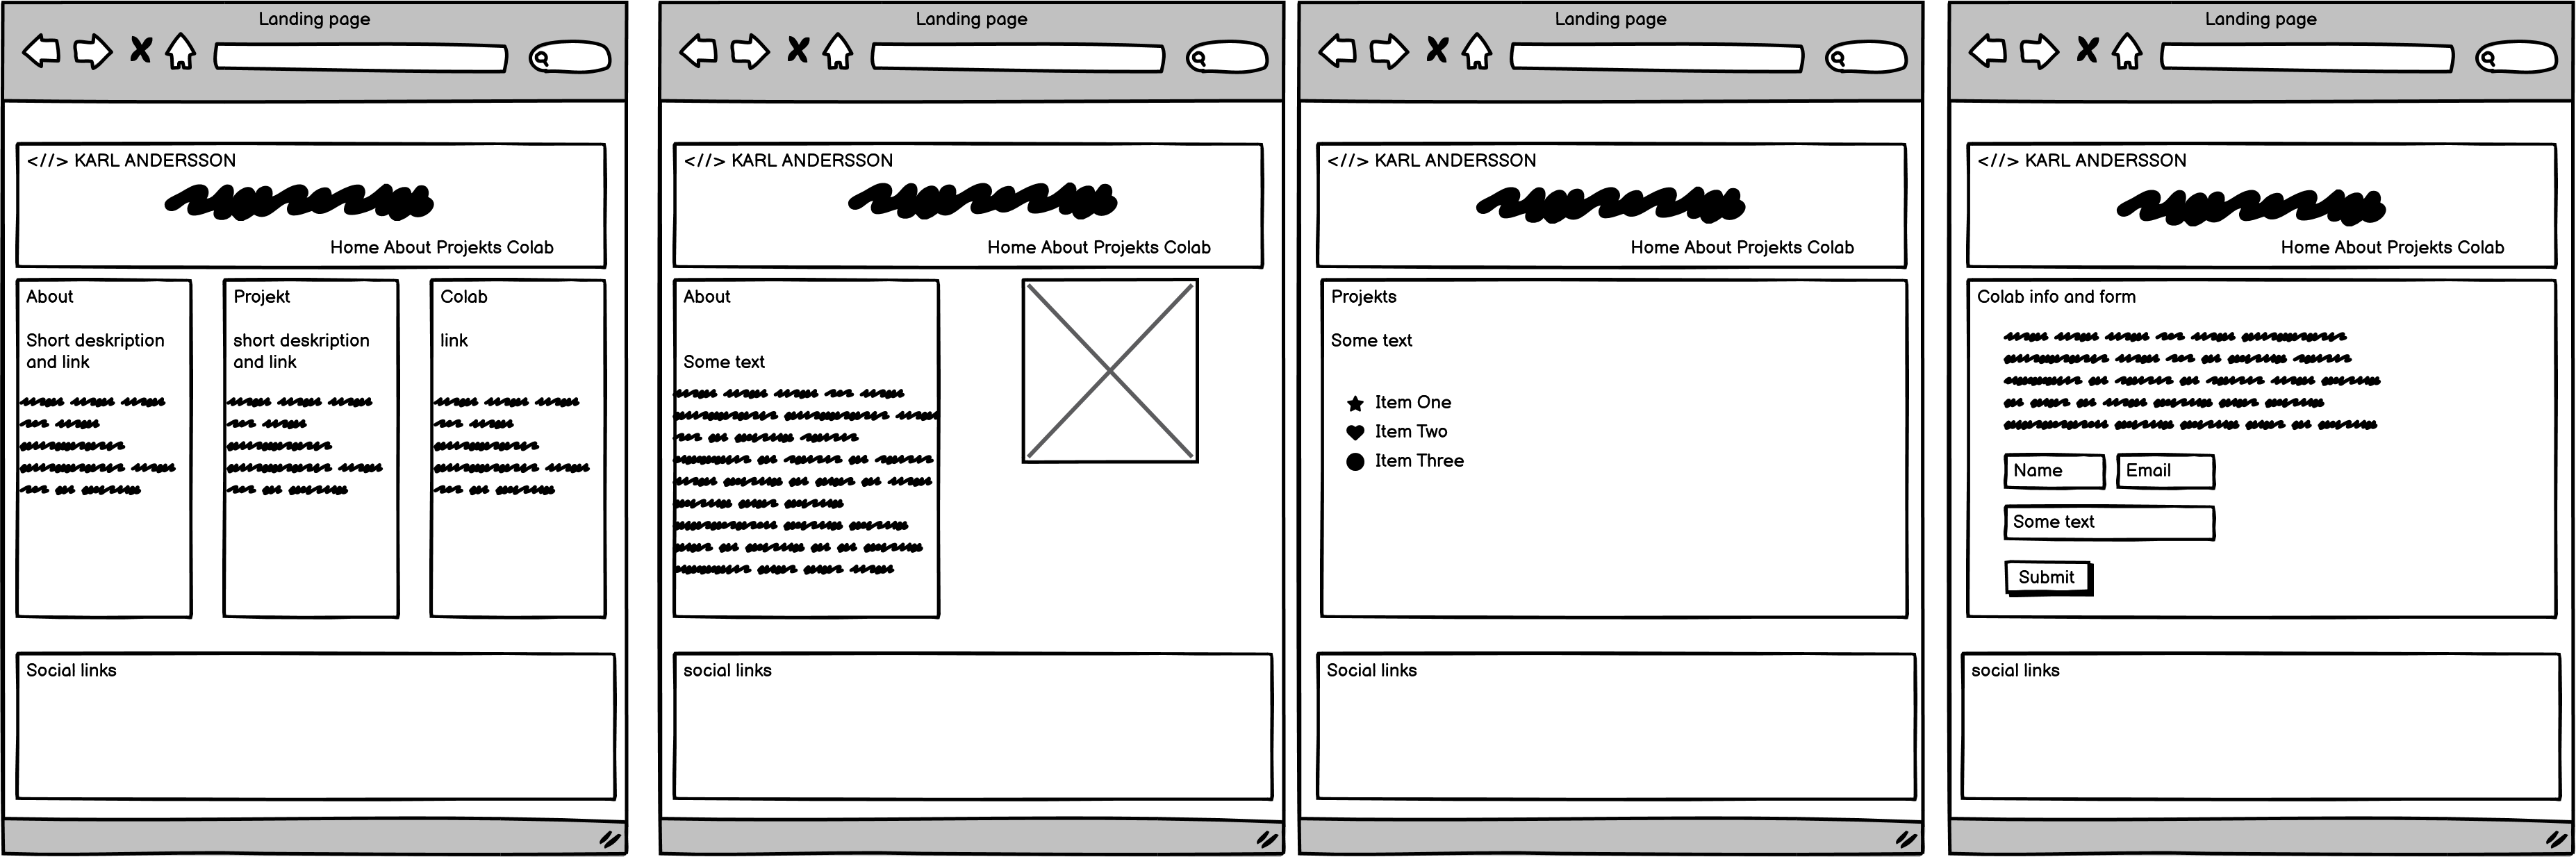 Landing page
</> KARL ANDERSSON
Home About Projekts Colab
About
Short deskription
and link
Projekt
short deskription
and link
Colab
link
Social links
Landing page
</> KARL ANDERSSON
Home About Projekts Colab
About
Some text
social links
Landing page
</> KARL ANDERSSON
Home About Projekts Colab
Projekts
Some text
Item One
Item Two
Item Three
Social links
Landing page
</> KARL ANDERSSON
Home About Projekts Colab
Colab info and form
Name
Email
Some text
Submit
social links